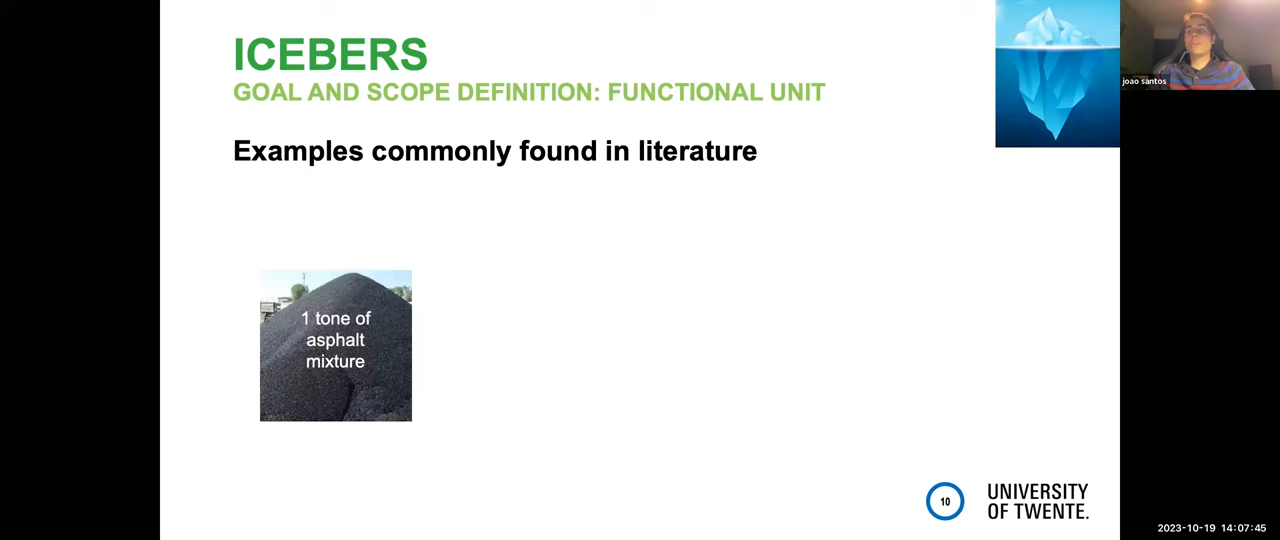 ICEBERS
GOAL AND SCOPE DEFINITION: FUNCTIONAL UNIT
joao santos
Examples commonly found in literature
1 tone of
asphalt
mixture
10
UNIVERSITY
OF TWENTE.
2023-10-19 14:07:45